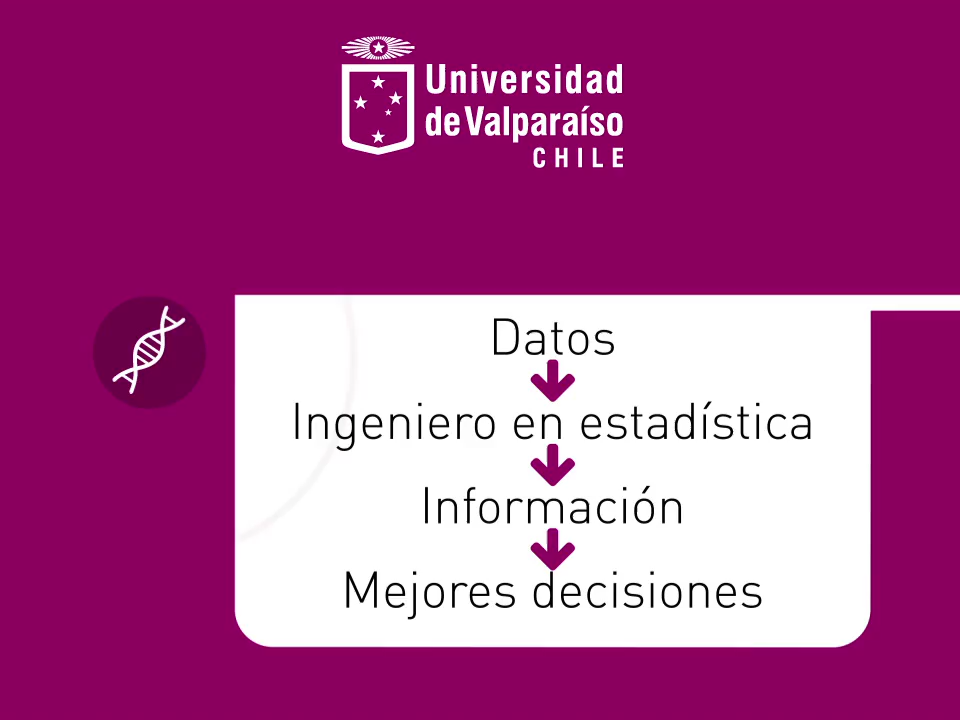 Universidad
de Valparaíso
CHILE
Datos
Ingeniero en estadística
Información
Mejores decisiones